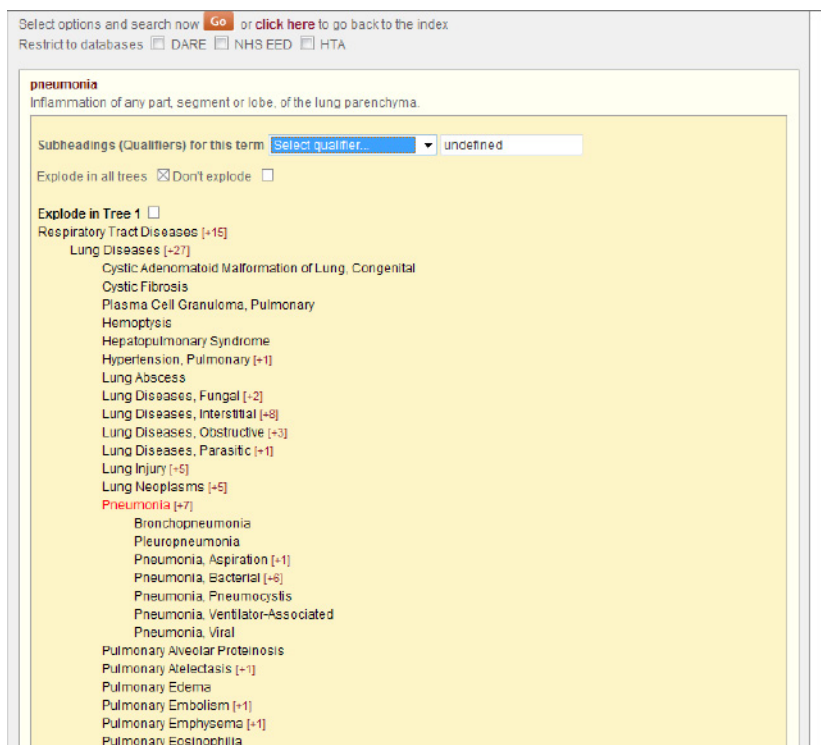 Select options and search now Go or click here to go back to the index
Restrict to databases DARE NHS EED HTA
pneumonia
Inflammation of any part, segment or lobe, of the lung parenchyma.
Subheadings (Qualifiers) for this term Select qualifier... undefined
Explode in all trees Don't explode
Explode in Tree 1
Respiratory Tract Diseases [+15]
Lung Diseases [+27]
Cystic Adenomatoid Malformation of Lung, Congenital
Cystic Fibrosis
Plasma Cell Granuloma, Pulmonary
Hemoptysis
Hepatopulmonary Syndrome
Hypertension, Pulmonary [+1]
Lung Abscess
Lung Diseases, Fungal [+2]
Lung Diseases, Interstitial [+8]
Lung Diseases, Obstructive [+3]
Lung Diseases, Parasitic [+1]
Lung Injury [+5]
Lung Neoplasms [+5]
Pneumonia [+7]
Bronchopneumonia
Pleuropneumonia
Pneumonia, Aspiration [+1]
Pneumonia, Bacterial [+6]
Pneumonia, Pneumocystis
Pneumonia, Ventilator-Associated
Pneumonia, Viral
Pulmonary Alveolar Proteinosis
Pulmonary Atelectasis [+1]
Pulmonary Edema
Pulmonary Embolism [+1]
Pulmonary Emphysema [+1]
Pulmonary Eosinophilia